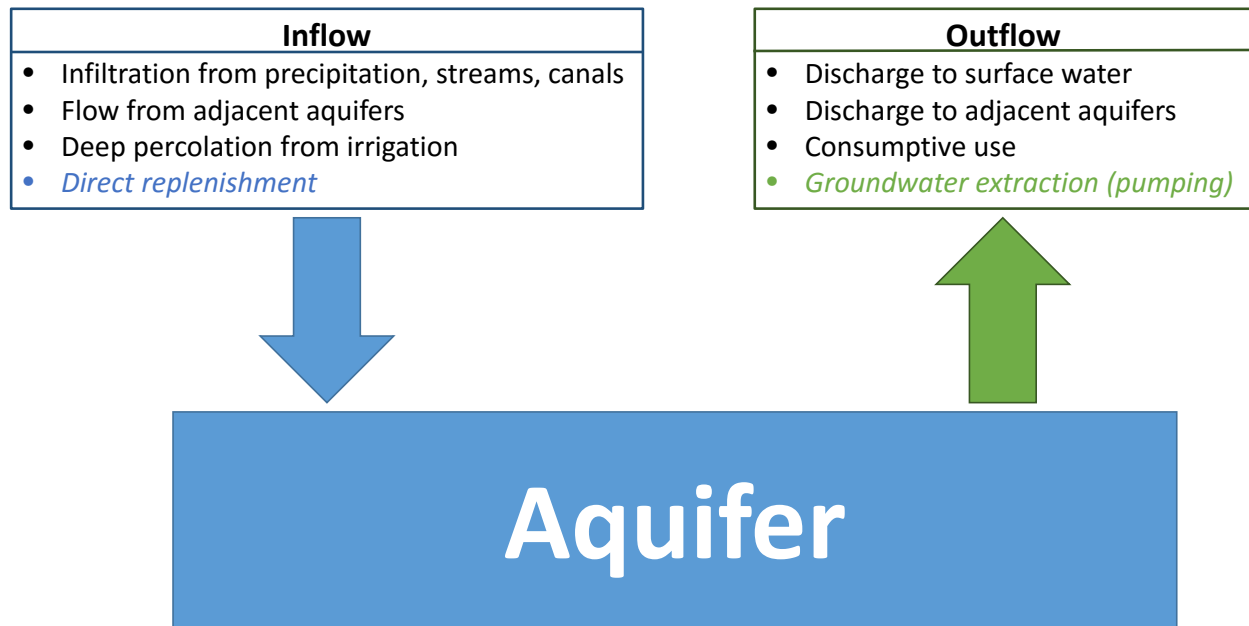 Inflow
• Infiltration from precipitation, streams, canals
• Flow from adjacent aquifers
• Deep percolation from irrigation
• Direct replenishment
Outflow
• Discharge to surface water
• Discharge to adjacent aquifers
• Consumptive use
• Groundwater extraction (pumping)
Aquifer